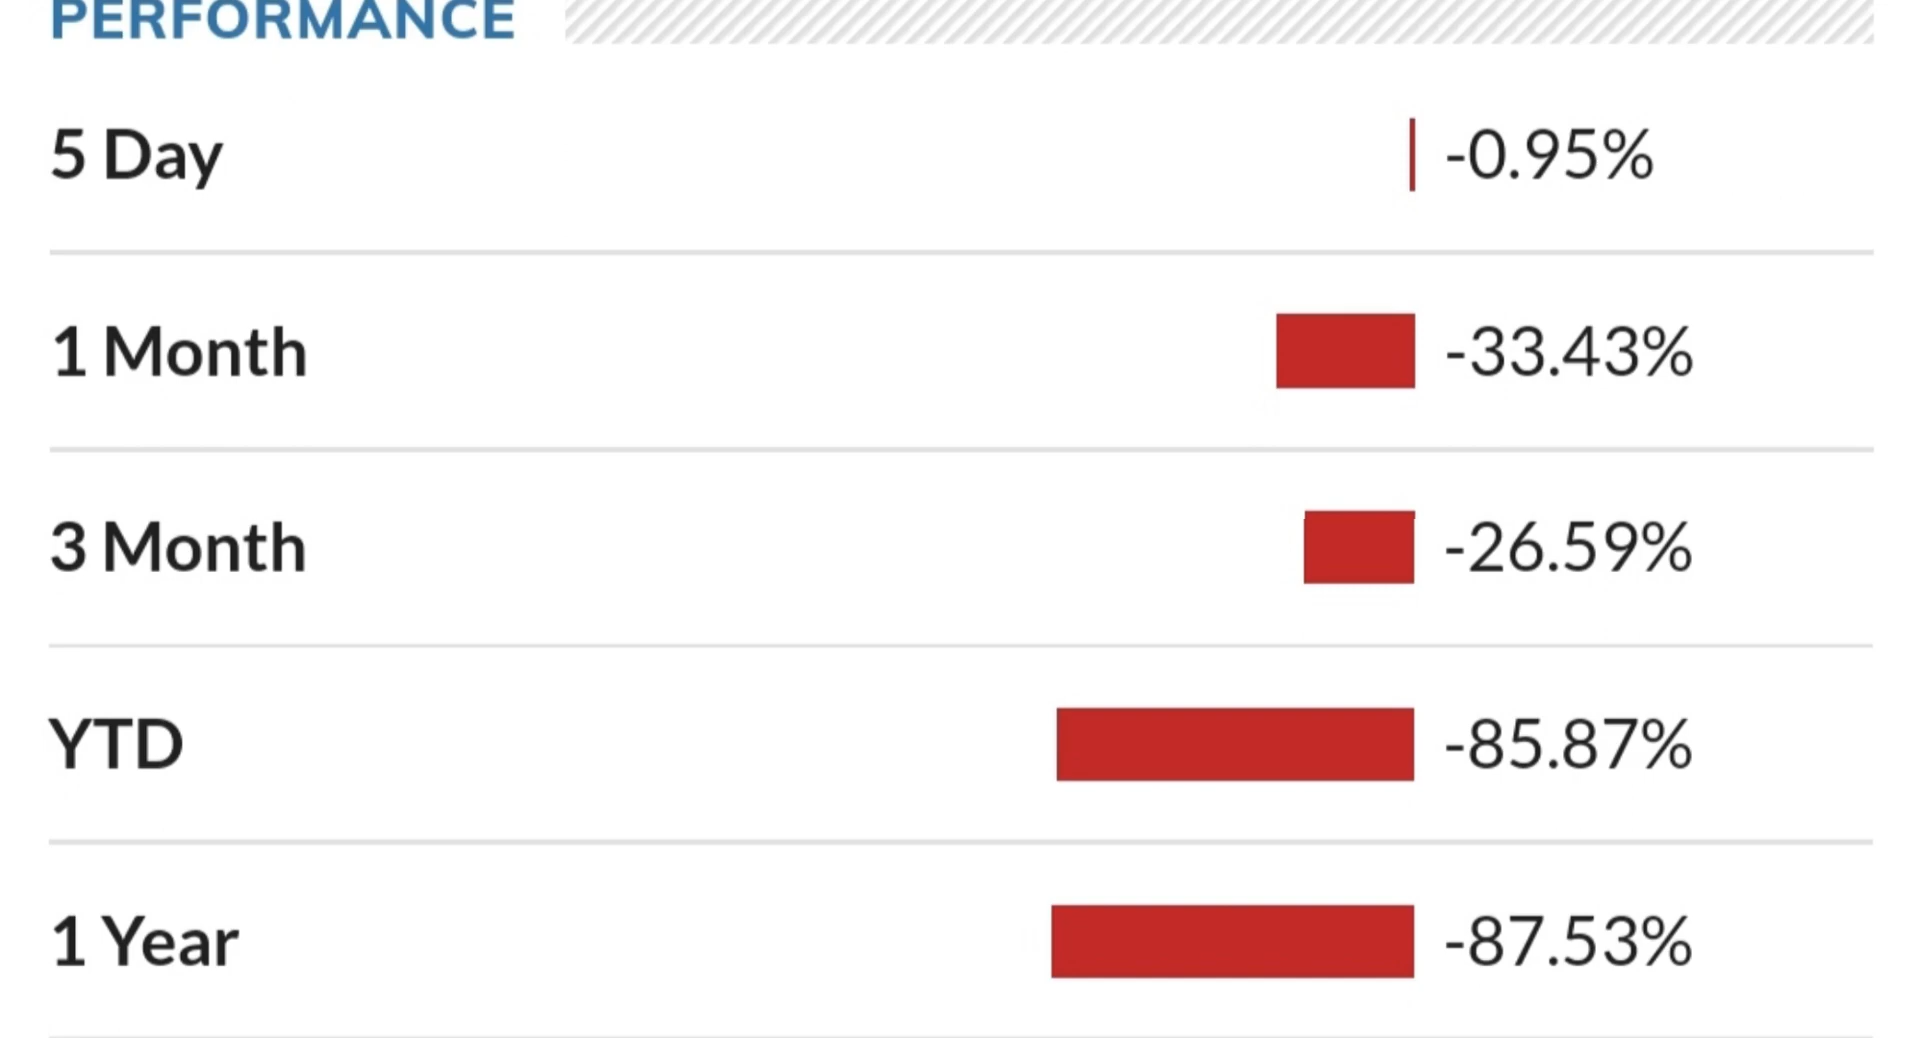 PERFORMANCE
5 Day -0.95%
1 Month -33.43%
3 Month -26.59%
YTD -85.87%
1 Year -87.53%